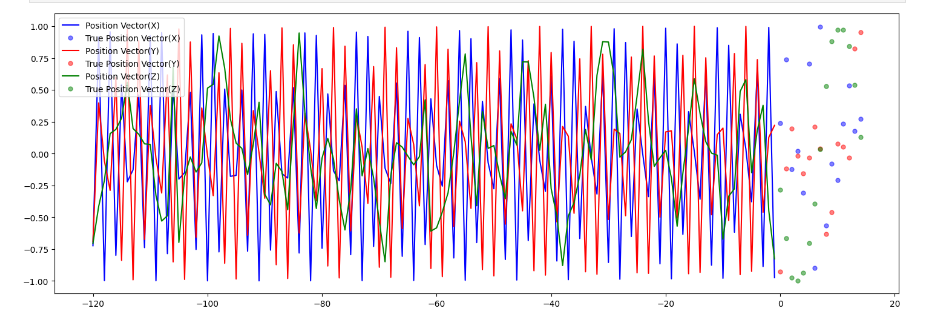 1.00
0.75
0.50
0.25
0.00
−0.25
−0.50
−0.75
−1.00
Position Vector(X)
True Position Vector(X)
Position Vector(Y)
True Position Vector(Y)
Position Vector(Z)
True Position Vector(Z)
−120 −100 −80 −60 −40 −20 0 20